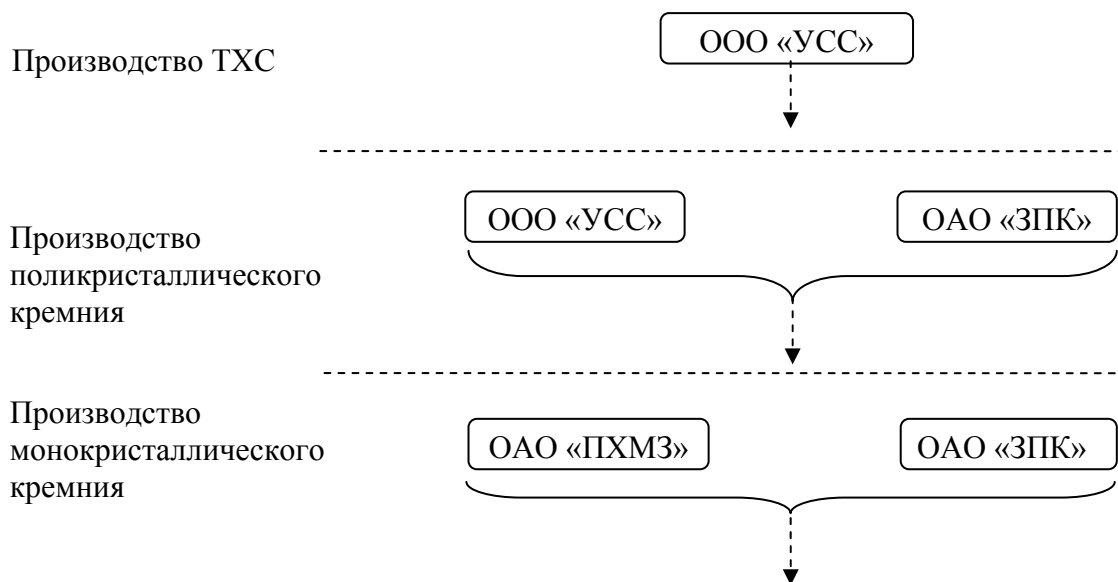 Производство ТХС
ООО «УСС»
ООО «УСС»
ОАО «ЗПК»
Производство
поликристаллического
кремния
Производство
монокристаллического
кремния
ОАО «ПХМЗ»
ОАО «ЗПК»